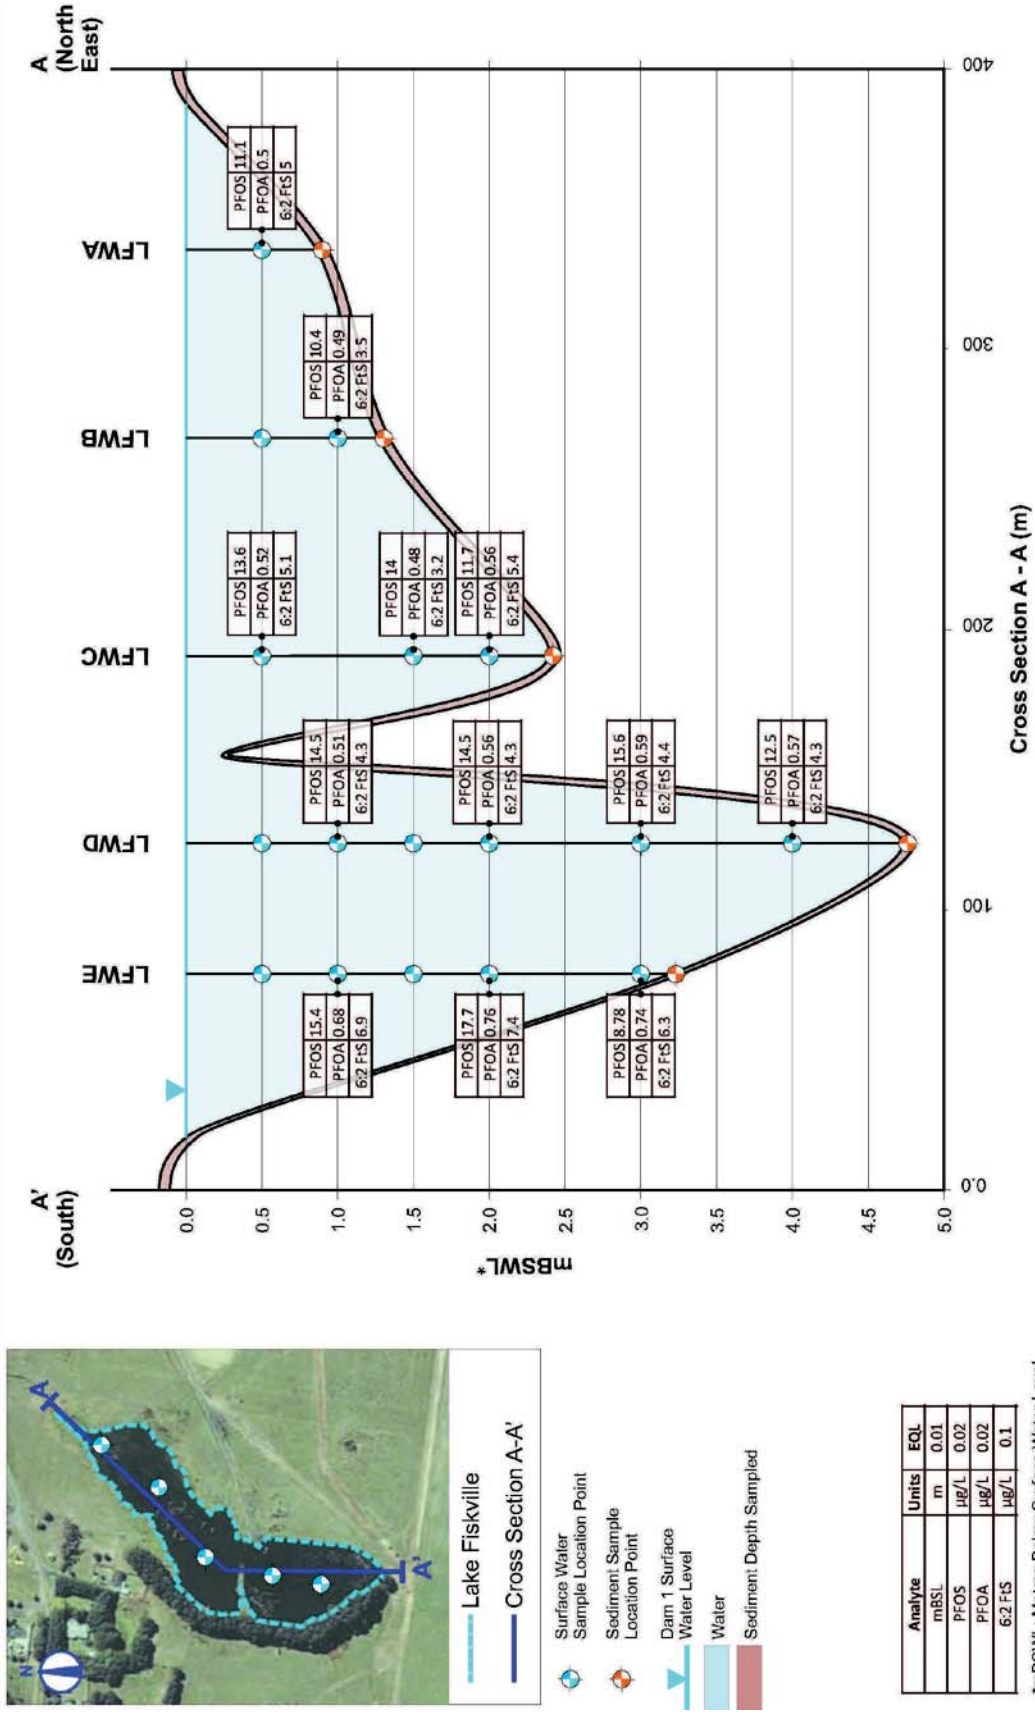 A'
(South)
A
(North
East)
LFWE
LFWD
LFWC
LFWB
LFWA
PFOS 15.4
PFOA 0.68
6:2 FtS 6.9
PFOS 17.7
PFOA 0.76
6:2 FtS 7.4
PFOS 8.78
PFOA 0.74
6:2 FtS 6.3
PFOS 14.5
PFOA 0.51
6:2 FtS 4.3
PFOS 14.5
PFOA 0.56
6:2 FtS 4.3
PFOS 15.6
PFOA 0.59
6:2 FtS 4.4
PFOS 12.5
PFOA 0.57
6:2 FtS 4.3
PFOS 13.6
PFOA 0.52
6:2 FtS 5.1
PFOS 14
PFOA 0.48
6:2 FtS 3.2
PFOS 11.7
PFOA 0.56
6:2 FtS 5.4
PFOS 10.4
PFOA 0.49
6:2 FtS 3.5
PFOS 11.1
PFOA 0.5
6:2 FtS 5
mBSWL*
0.0
0.5
1.0
1.5
2.0
2.5
3.0
3.5
4.0
4.5
5.0
0.0
100
200
300
400
Cross Section A - A (m)
N
A
A'
Lake Fiskville
Cross Section A-A'
Surface Water
Sample Location Point
Sediment Sample
Location Point
Dam 1 Surface
Water Level
Water
Sediment Depth Sampled
Analyte Units EQL
mBSL m 0.01
PFOS µg/L 0.02
PFOA µg/L 0.02
6:2 FtS µg/L 0.1